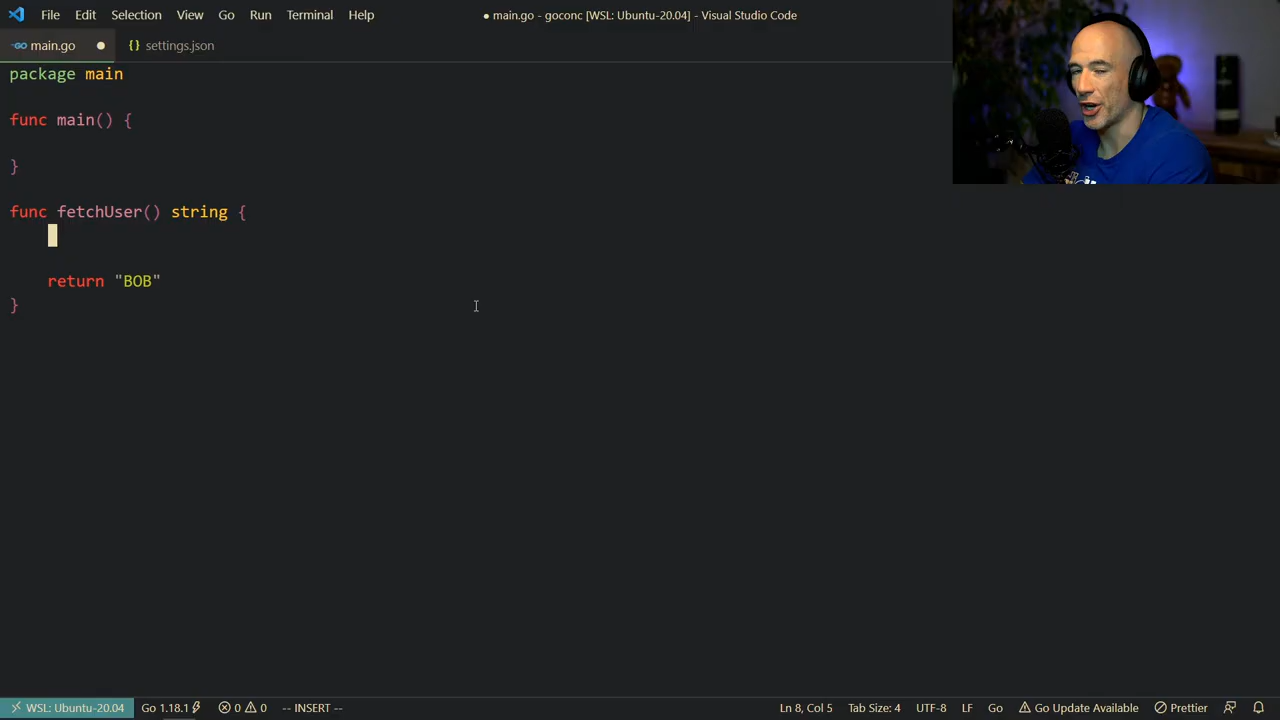 File Edit Selection View Go Run Terminal Help
● main.go - goconc [WSL: Ubuntu-20.04] - Visual Studio Code
main.go ●
{} settings.json
package main
func main() {
}
func fetchUser() string {
return "BOB"
}
WSL: Ubuntu-20.04 Go 1.18.1 0 0 -- INSERT -- Ln 8, Col 5 Tab Size: 4 UTF-8 LF Go Go Update Available Prettier